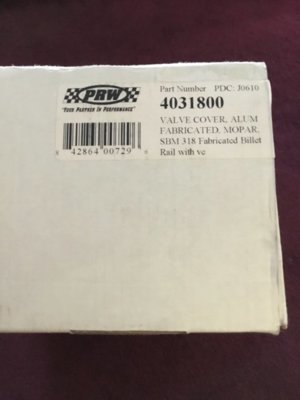 PRW
"YOUR PARTNER IN PERFORMANCE"
Part Number PDC: J0610
4031800
VALVE COVER, ALUM
FABRICATED, MOPAR,
SBM 318 Fabricated Billet
Rail with ve
42864 00729